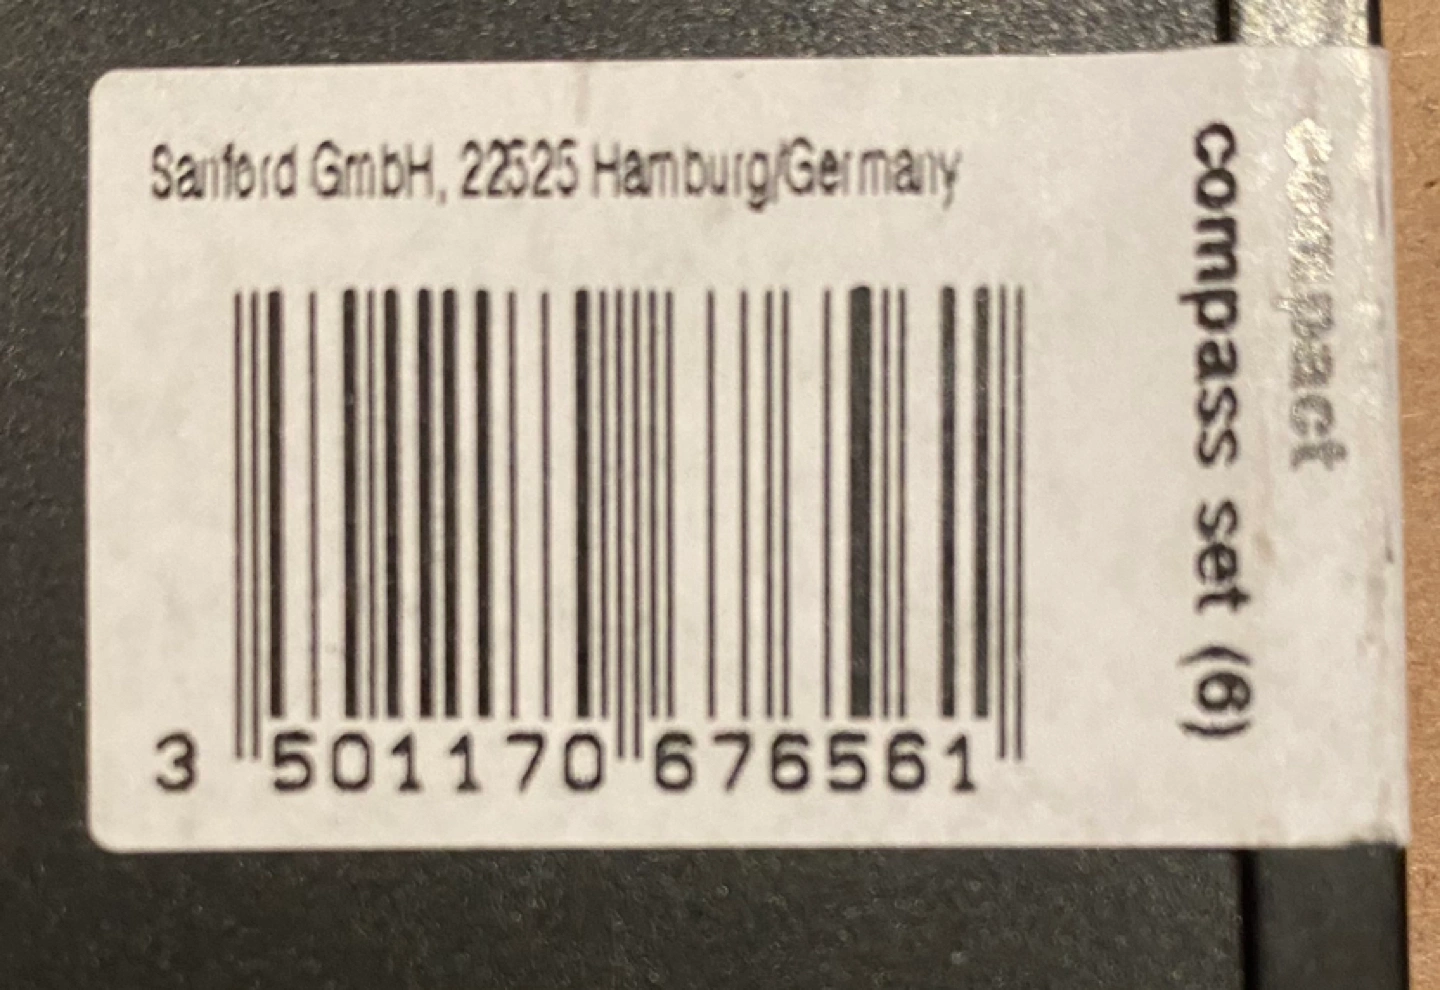 Sanford GmbH, 22525 Hamburg/Germany
3 501170 676561
compact
compass set (6)